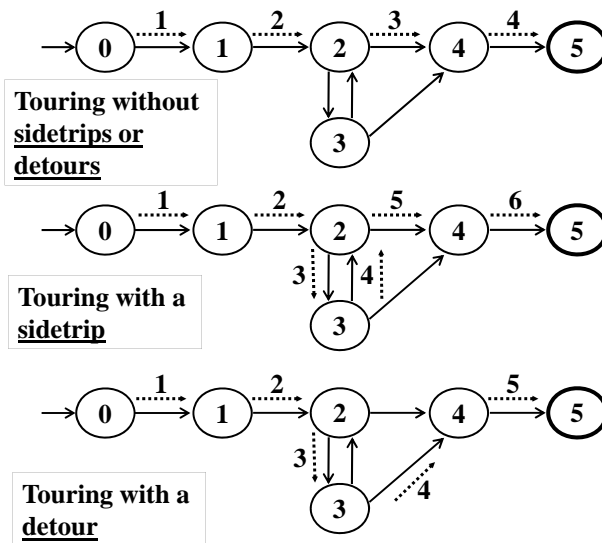 1 2 3 4
0 1 2 4 5
Touring without
sidetrips or
detours
3
1 2 5 6
0 1 2 4 5
3 4
Touring with a
sidetrip
3
1 2 5
0 1 2 4 5
3
4
Touring with a
detour
3